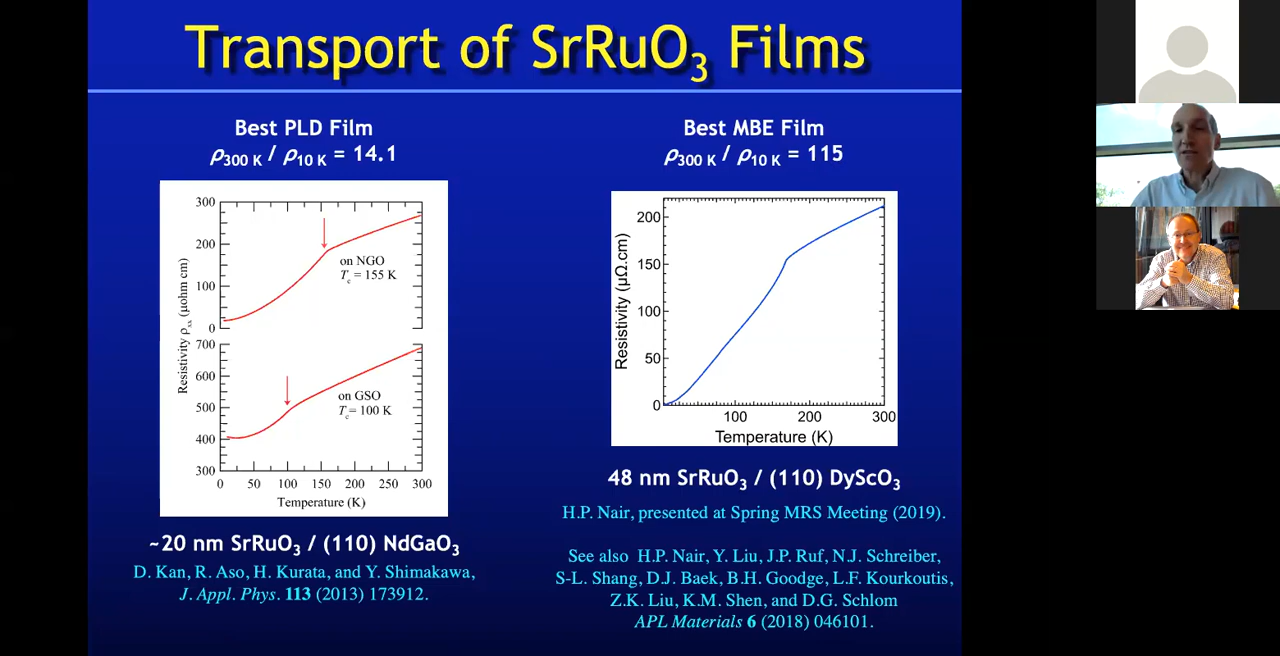 Transport of SrRuO₃ Films
Best PLD Film
ρ300 K / ρ10 K = 14.1
300
200
100
0
on NGO
Tc= 155 K
Resistivity ρxx (μohm cm)
700
600
500
400
300
on GSO
Tc= 100 K
0 50 100 150 200 250 300
Temperature (K)
~20 nm SrRuO₃ / (110) NdGaO₃
D. Kan, R. Aso, H. Kurata, and Y. Shimakawa,
J. Appl. Phys. 113 (2013) 173912.
Best MBE Film
ρ300 K / ρ10 K = 115
200
150
100
50
0
Resistivity (μΩ.cm)
100 200 300
Temperature (K)
48 nm SrRuO₃ / (110) DyScO₃
H.P. Nair, presented at Spring MRS Meeting (2019).
See also H.P. Nair, Y. Liu, J.P. Ruf, N.J. Schreiber,
S-L. Shang, D.J. Baek, B.H. Goodge, L.F. Kourkoutis,
Z.K. Liu, K.M. Shen, and D.G. Schlom
APL Materials 6 (2018) 046101.